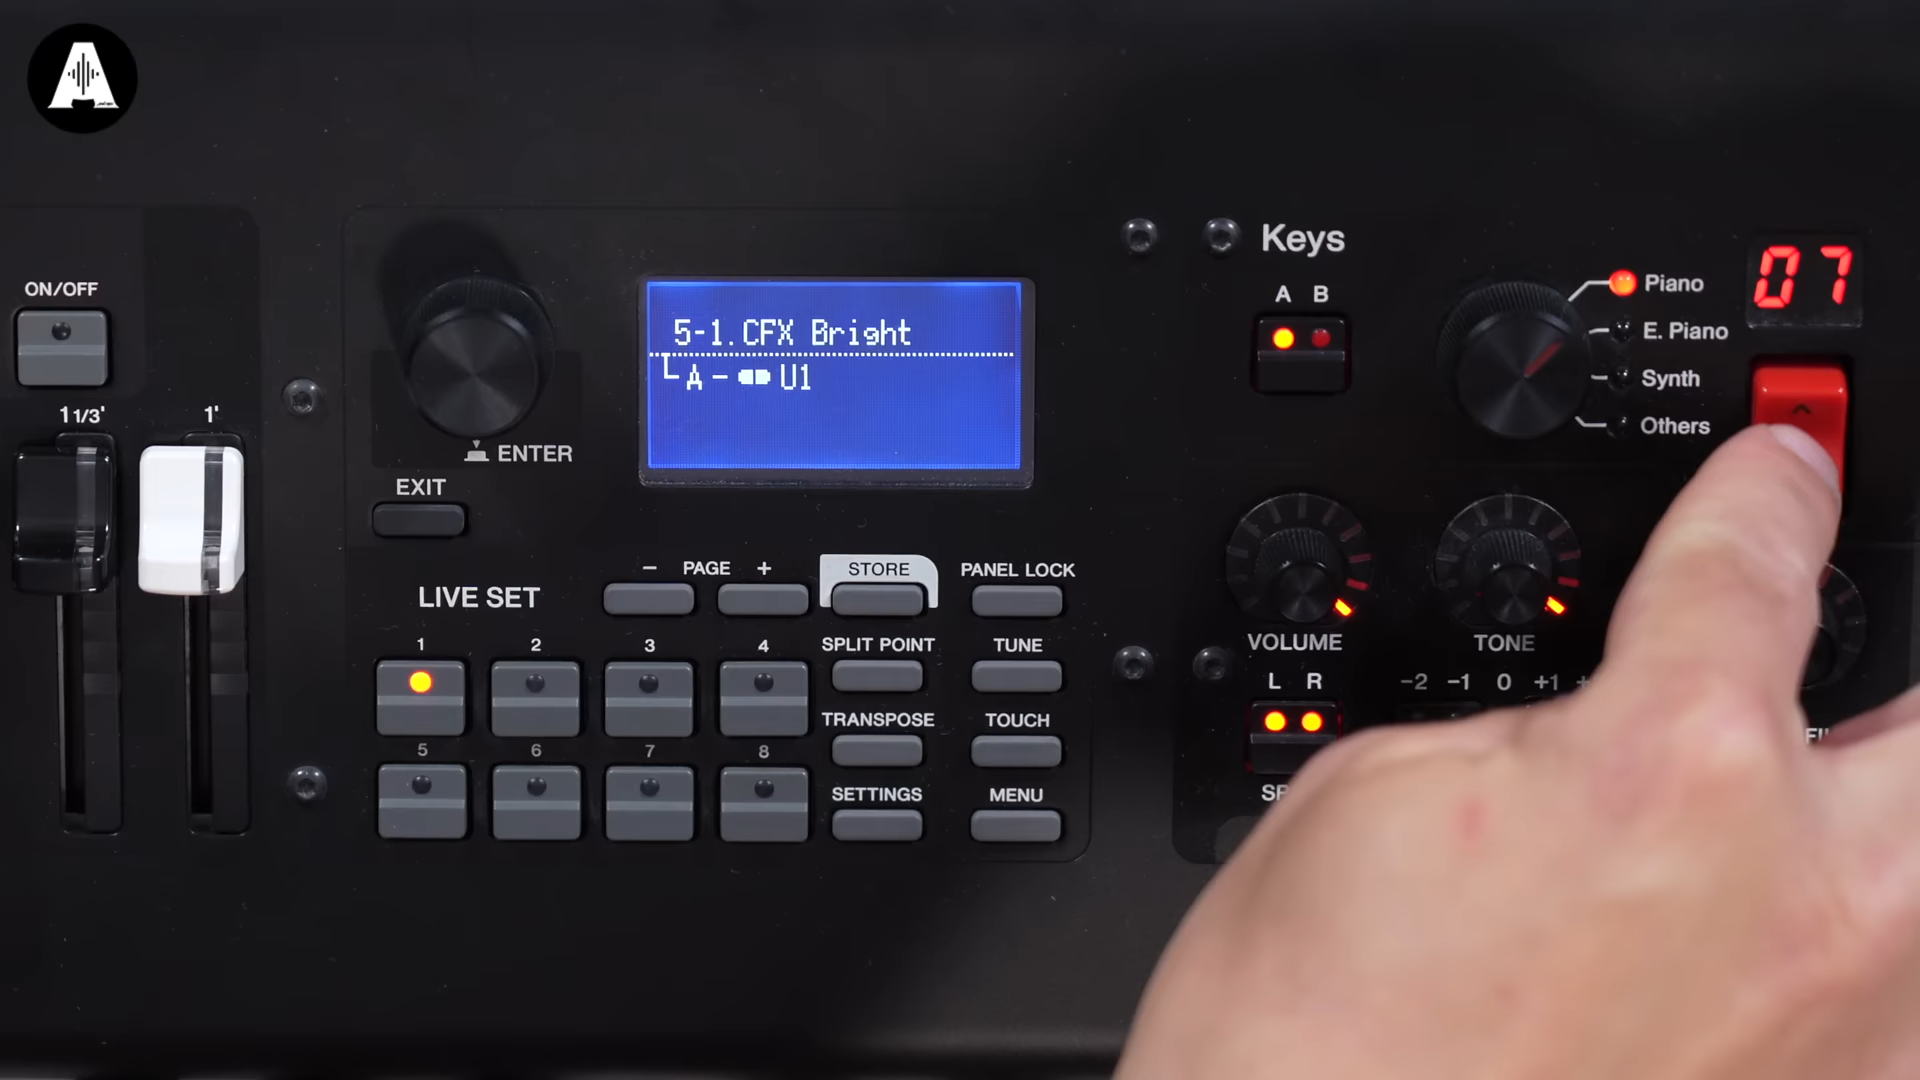 A
ON/OFF
1 1/3'
1'
ENTER
EXIT
5-1.CFX Bright
A - U1
LIVE SET
- PAGE +
STORE
PANEL LOCK
1 2 3 4
SPLIT POINT
TUNE
TRANSPOSE
TOUCH
5 6 7 8
SETTINGS
MENU
Keys
A B
Piano
E. Piano
Synth
Others
07
VOLUME
TONE
L R
-2 -1 0 +1